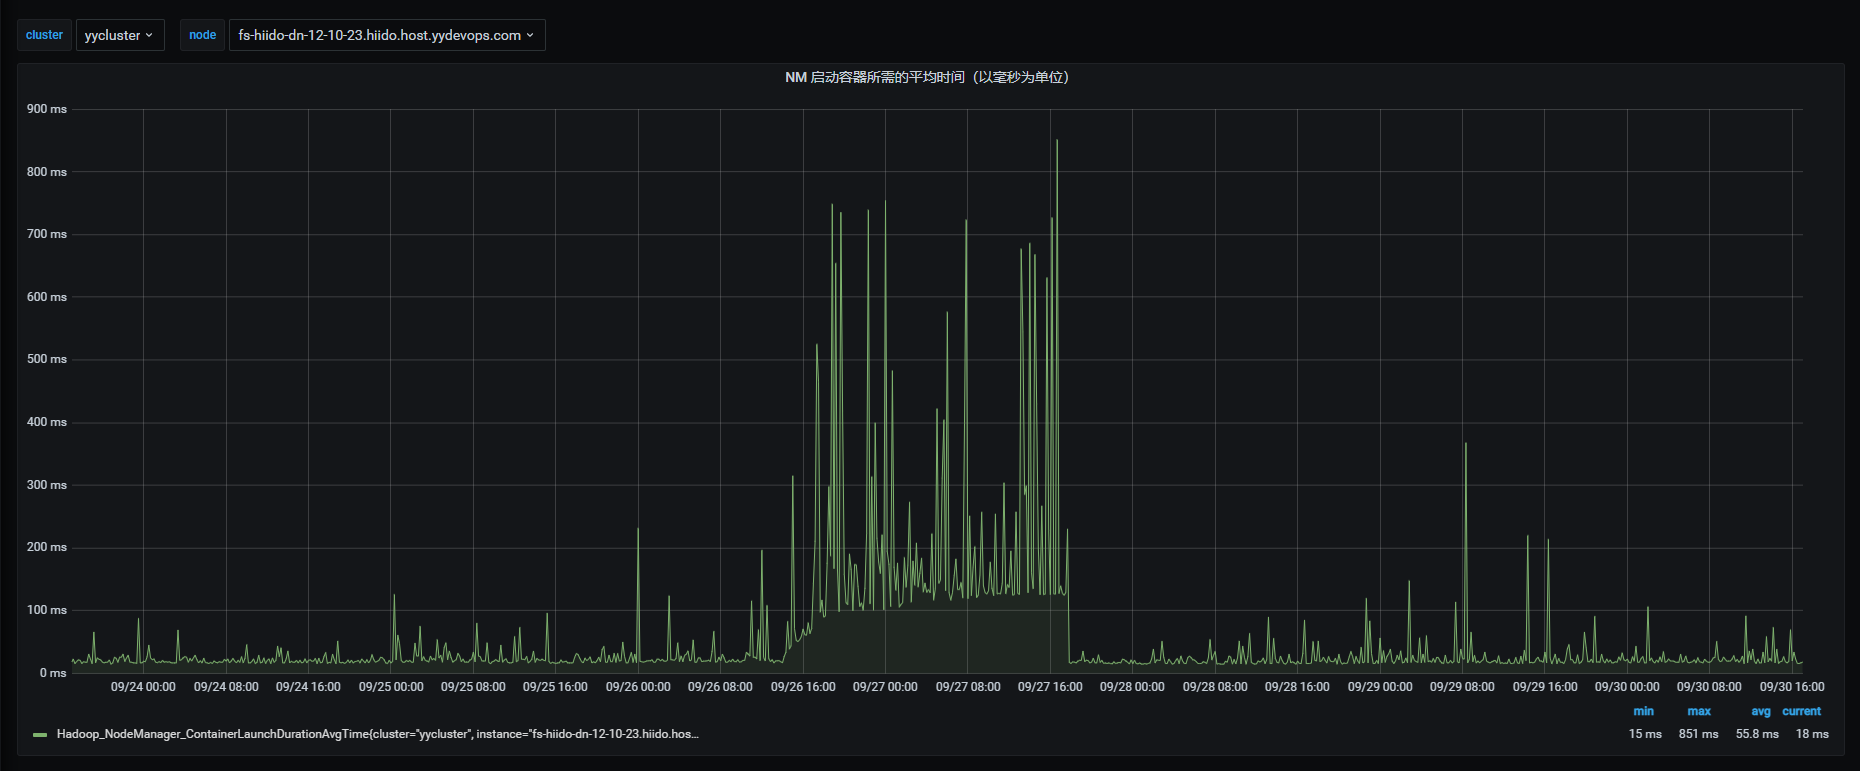 cluster yycluster node fs-hiido-dn-12-10-23.hiido.host.yydevops.com
NM 启动容器所需的平均时间（以毫秒为单位）
900 ms
800 ms
700 ms
600 ms
500 ms
400 ms
300 ms
200 ms
100 ms
0 ms
09/24 00:00 09/24 08:00 09/24 16:00 09/25 00:00 09/25 08:00 09/25 16:00 09/26 00:00 09/26 08:00 09/26 16:00 09/27 00:00 09/27 08:00 09/27 16:00 09/28 00:00 09/28 08:00 09/28 16:00 09/29 00:00 09/29 08:00 09/29 16:00 09/30 00:00 09/30 08:00 09/30 16:00
min max avg current
Hadoop_NodeManager_ContainerLaunchDurationAvgTime{cluster="yycluster", instance="fs-hiido-dn-12-10-23.hiido.hos... 15 ms 851 ms 55.8 ms 18 ms